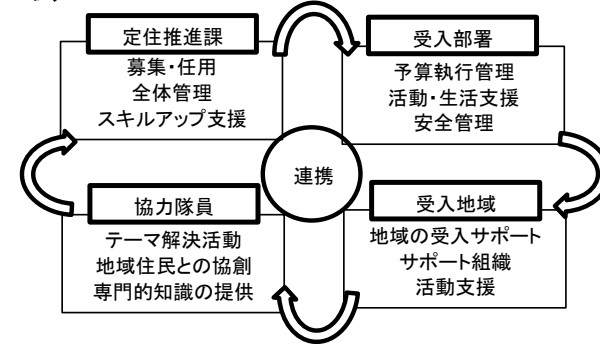 定住推進課
募集・任用
全体管理
スキルアップ支援
受入部署
予算執行管理
活動・生活支援
安全管理
連携
協力隊員
テーマ解決活動
地域住民との協創
専門的知識の提供
受入地域
地域の受入サポート
サポート組織
活動支援